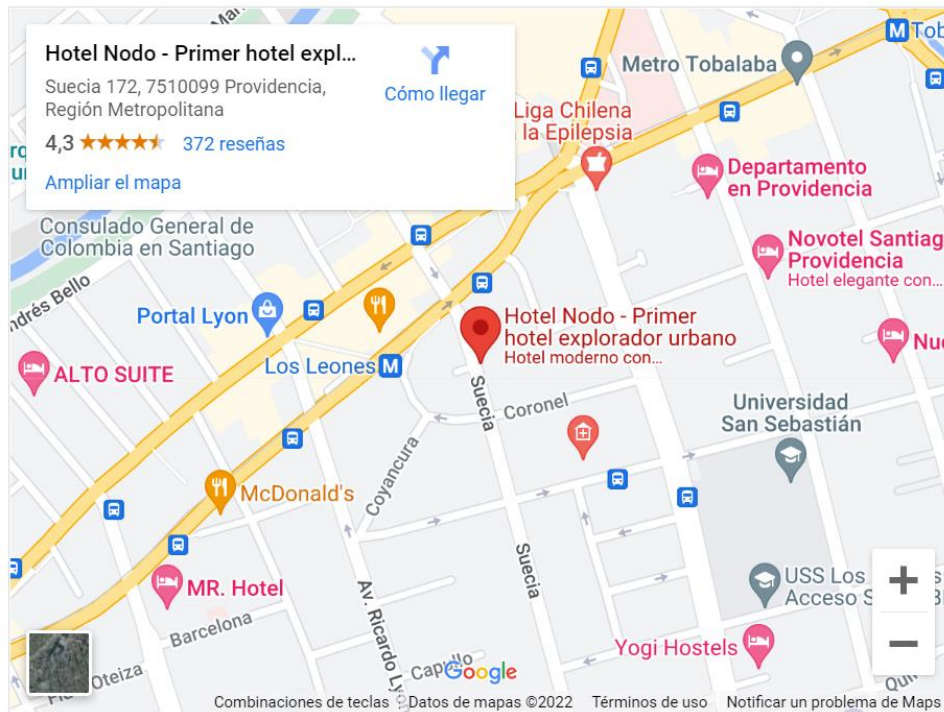 Hotel Nodo - Primer hotel expl...
Suecia 172, 7510099 Providencia,
Región Metropolitana
4,3
372 reseñas
Ampliar el mapa
Cómo llegar
Metro Tobalaba
M
Liga Chilena
la Epilepsia
Departamento
en Providencia
Consulado General de
Colombia en Santiago
Novotel Santiag
Providencia
Hotel elegante con...
ndrés Bello
Portal Lyon
Hotel Nodo - Primer
hotel explorador urbano
Hotel moderno con...
Los Leones M
ALTO SUITE
Suecia
Coronel
Universidad
San Sebastián
Coyancura
McDonald's
Suecia
MR. Hotel
USS Los
Acceso S
+
Barcelona
Av. Ricardo Lyo
Yogi Hostels
−
Oteiza
Capullo
Google
Combinaciones de teclas
Datos de mapas ©2022
Términos de uso
Notificar un problema de Maps